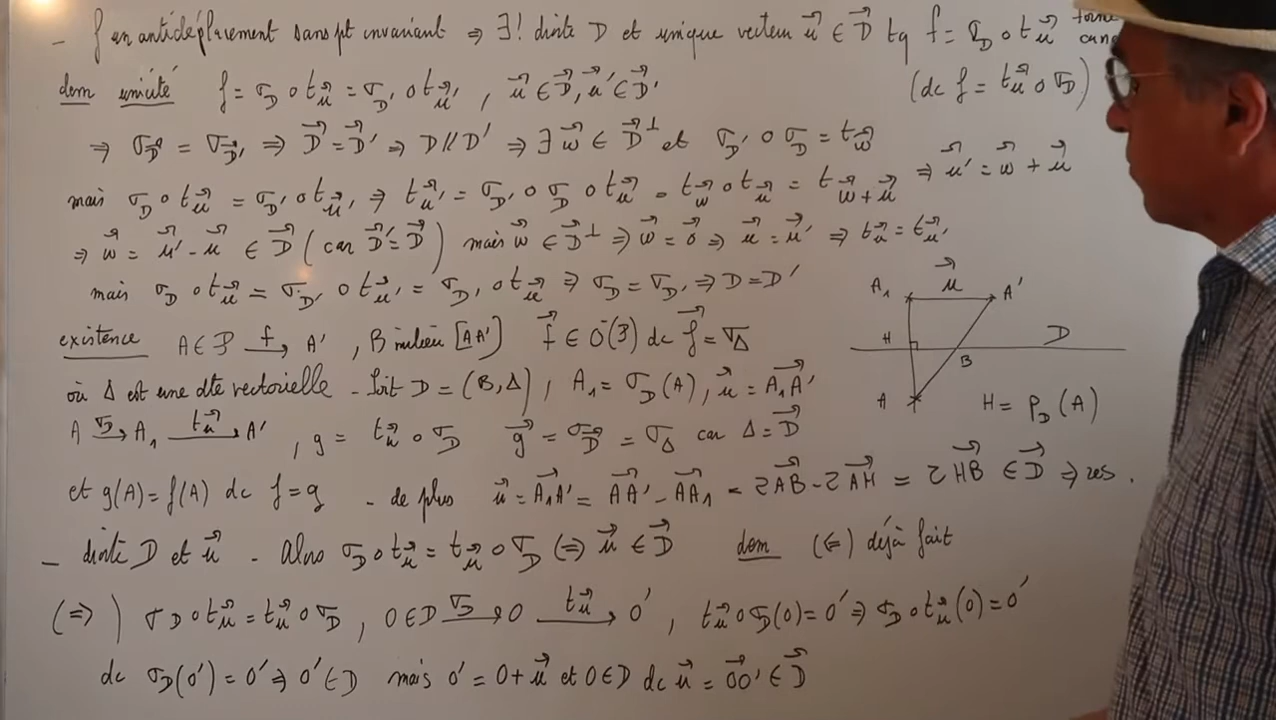 - f un antidéplacement sans pt invariant ⇒ ∃! droite D et unique vecteur u⃗ ∈ D⃗ tq f = σ_D o t_u⃗ forme
(dc f = t_u⃗ o σ_D)
dem unicité f = σ_D o t_u⃗ = σ_D' o t_u⃗' , u⃗ ∈ D⃗, u⃗' ∈ D⃗'
⇒ σ_D⃗ = σ_D⃗' ⇒ D⃗ = D⃗' ⇒ D // D' ⇒ ∃ w⃗ ∈ D⃗^⊥ et σ_D' o σ_D = t_w⃗
mais σ_D o t_u⃗ = σ_D' o t_u⃗' ⇒ t_u⃗' = σ_D' o σ_D o t_u⃗ = t_w⃗ o t_u⃗ = t_w⃗+u⃗ ⇒ u⃗' = w⃗ + u⃗
⇒ w⃗ = u⃗' - u⃗ ∈ D⃗ (car D⃗' = D⃗) mais w⃗ ∈ D⃗^⊥ ⇒ w⃗ = o⃗ ⇒ u⃗ = u⃗' ⇒ t_u⃗ = t_u⃗'
mais σ_D o t_u⃗ = σ_D' o t_u⃗' = σ_D' o t_u⃗ ⇒ σ_D = σ_D' ⇒ D = D'
existence A ∈ P →f A' , B milieu [AA'] f⃗ ∈ O⁻(P⃗) dc f⃗ = σ_Δ
où Δ est une dte vectorielle - Soit D = (B, Δ) , A₁ = σ_D(A) , u⃗ = A₁A'⃗
A →σ_D A₁ →t_u⃗ A' , g = t_u⃗ o σ_D g⃗ = σ_D⃗ = σ_Δ car Δ = D⃗
et g(A) = f(A) dc f = g - de plus u⃗ = A₁A'⃗ = AA'⃗ - AA₁⃗ = 2AB⃗ - 2AH⃗ = 2HB⃗ ∈ D⃗ ⇒ res.
A₁ u⃗ A'
H D
B
A H = p_D(A)
- droite D et u⃗ - Alors σ_D o t_u⃗ = t_u⃗ o σ_D ⇔ u⃗ ∈ D⃗ dem (⇐) déjà fait
(⇒) σ_D o t_u⃗ = t_u⃗ o σ_D , O ∈ D →σ_D O →t_u⃗ O' , t_u⃗ o σ_D(O) = O' ⇒ σ_D o t_u⃗(O) = O'
dc σ_D(O') = O' ⇒ O' ∈ D mais O' = O + u⃗ et O ∈ D dc u⃗ = OO'⃗ ∈ D⃗